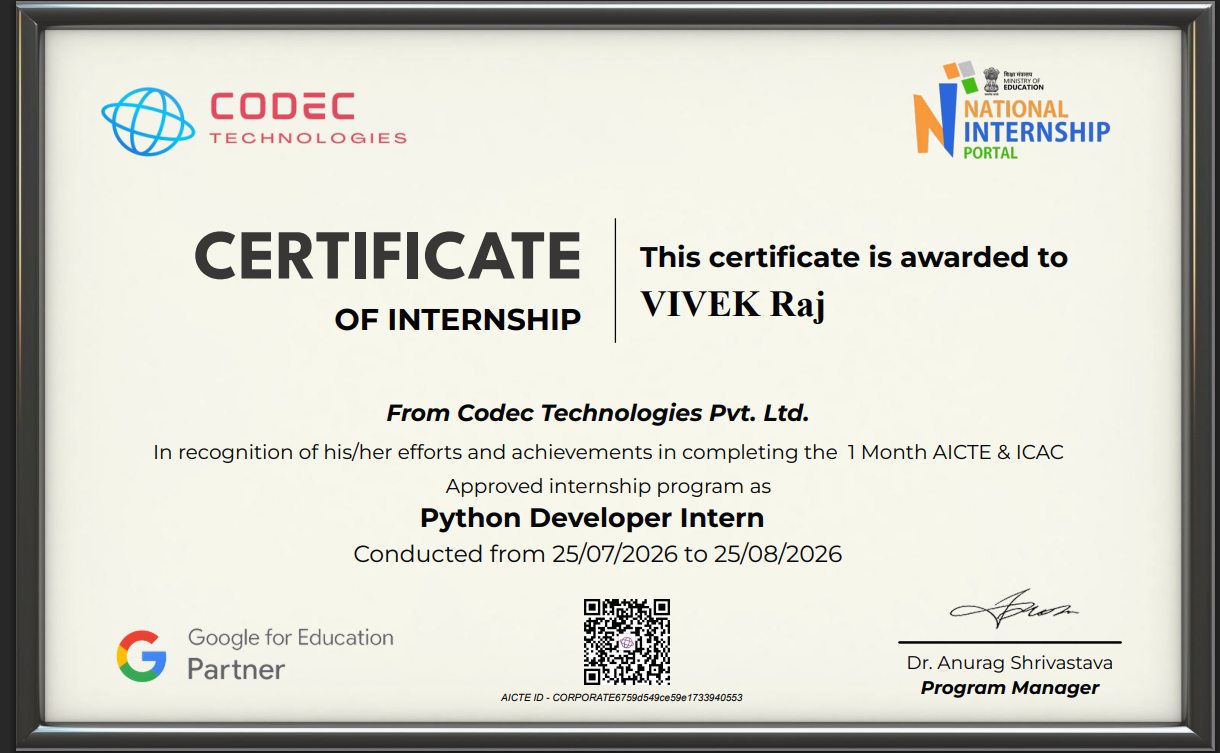 CODEC
TECHNOLOGIES
शिक्षा मंत्रालय
MINISTRY OF
EDUCATION
NATIONAL
INTERNSHIP
PORTAL
CERTIFICATE
OF INTERNSHIP
This certificate is awarded to
VIVEK Raj
From Codec Technologies Pvt. Ltd.
In recognition of his/her efforts and achievements in completing the 1 Month AICTE & ICAC
Approved internship program as
Python Developer Intern
Conducted from 25/07/2026 to 25/08/2026
Google for Education
Partner
AICTE ID - CORPORATE6759d549ce59e1733940553
Dr. Anurag Shrivastava
Program Manager